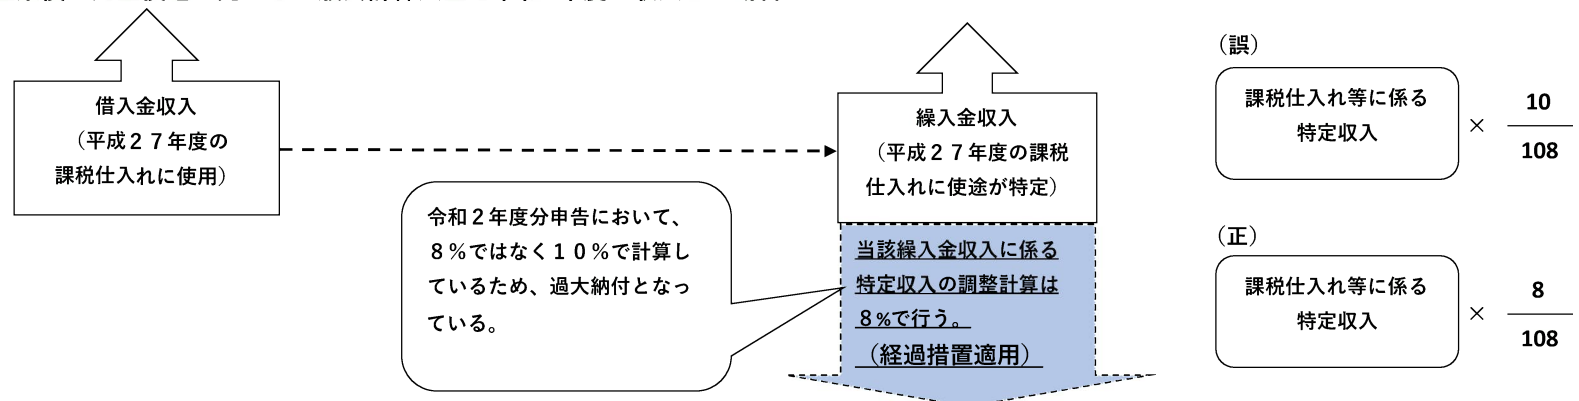 借入金収入
（平成２７年度の
課税仕入れに使用）
繰入金収入
（平成２７年度の課税
仕入れに使途が特定）
令和２年度分申告において、
８％ではなく１０％で計算し
ているため、過大納付となっ
ている。
当該繰入金収入に係る
特定収入の調整計算は
８%で行う。
（経過措置適用）
（誤）
課税仕入れ等に係る
特定収入
×
10
108
（正）
課税仕入れ等に係る
特定収入
×
8
108